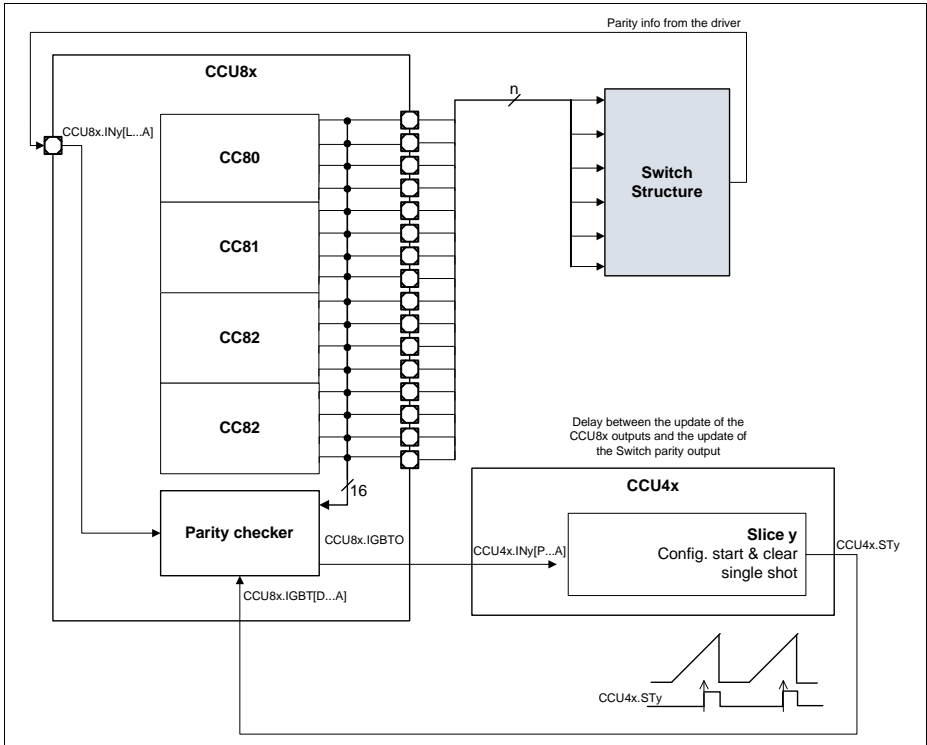 Parity info from the driver
CCU8x
n
CCU8x.INy[L...A]
CC80
Switch
Structure
CC81
CC82
CC82
Delay between the update of the
CCU8x outputs and the update of
the Switch parity output
16
CCU4x
Parity checker
CCU8x.IGBTO
Slice y
Config. start & clear
single shot
CCU4x.INy[P...A]
CCU4x.STy
CCU8x.IGBT[D...A]
CCU4x.STy